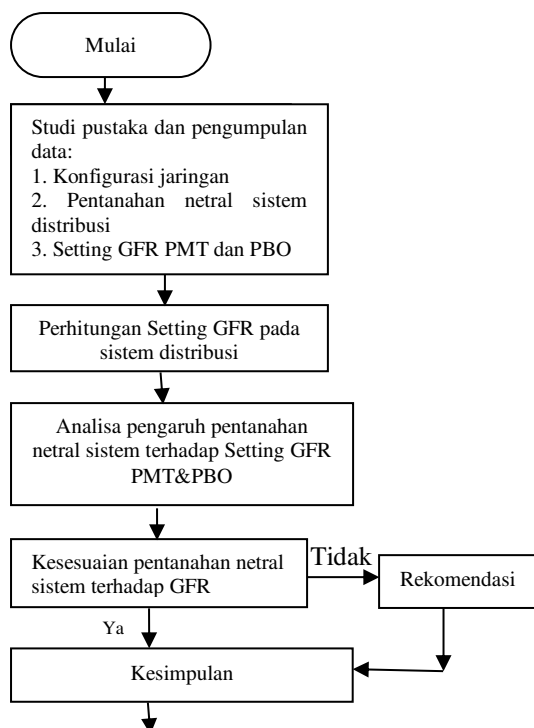 Mulai
Studi pustaka dan pengumpulan
data:
1. Konfigurasi jaringan
2. Pentanahan netral sistem
distribusi
3. Setting GFR PMT dan PBO
Perhitungan Setting GFR pada
sistem distribusi
Analisa pengaruh pentanahan
netral sistem terhadap Setting GFR
PMT&PBO
Kesesuaian pentanahan netral
sistem terhadap GFR
Tidak
Rekomendasi
Ya
Kesimpulan